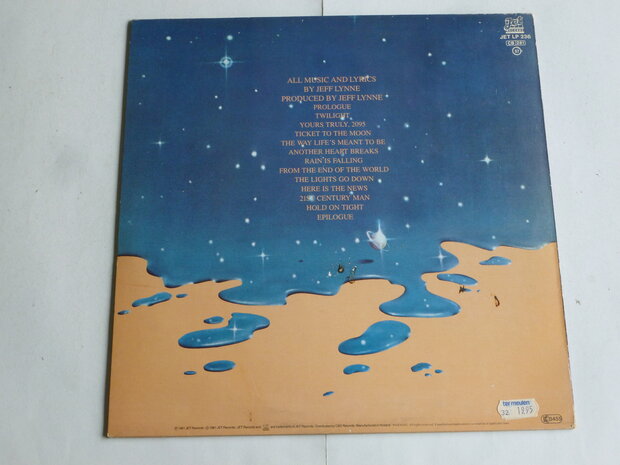 Jet
JET LP 236
ALL MUSIC AND LYRICS
BY JEFF LYNNE
PRODUCED BY JEFF LYNNE
PROLOGUE
TWILIGHT
YOURS TRULY, 2095
TICKET TO THE MOON
THE WAY LIFE'S MEANT TO BE
ANOTHER HEART BREAKS
RAIN IS FALLING
FROM THE END OF THE WORLD
THE LIGHTS GO DOWN
HERE IS THE NEWS
21ST CENTURY MAN
HOLD ON TIGHT
EPILOGUE
ter meulen
32 1295